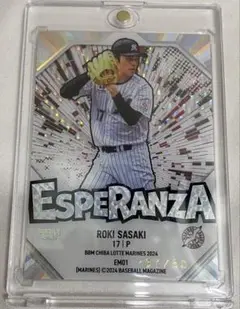 ESPERANZA
ROKI SASAKI
17 | P
BBM CHIBA LOTTE MARINES 2024
EM01
(MARINES) ©2024 BASEBALL MAGAZINE